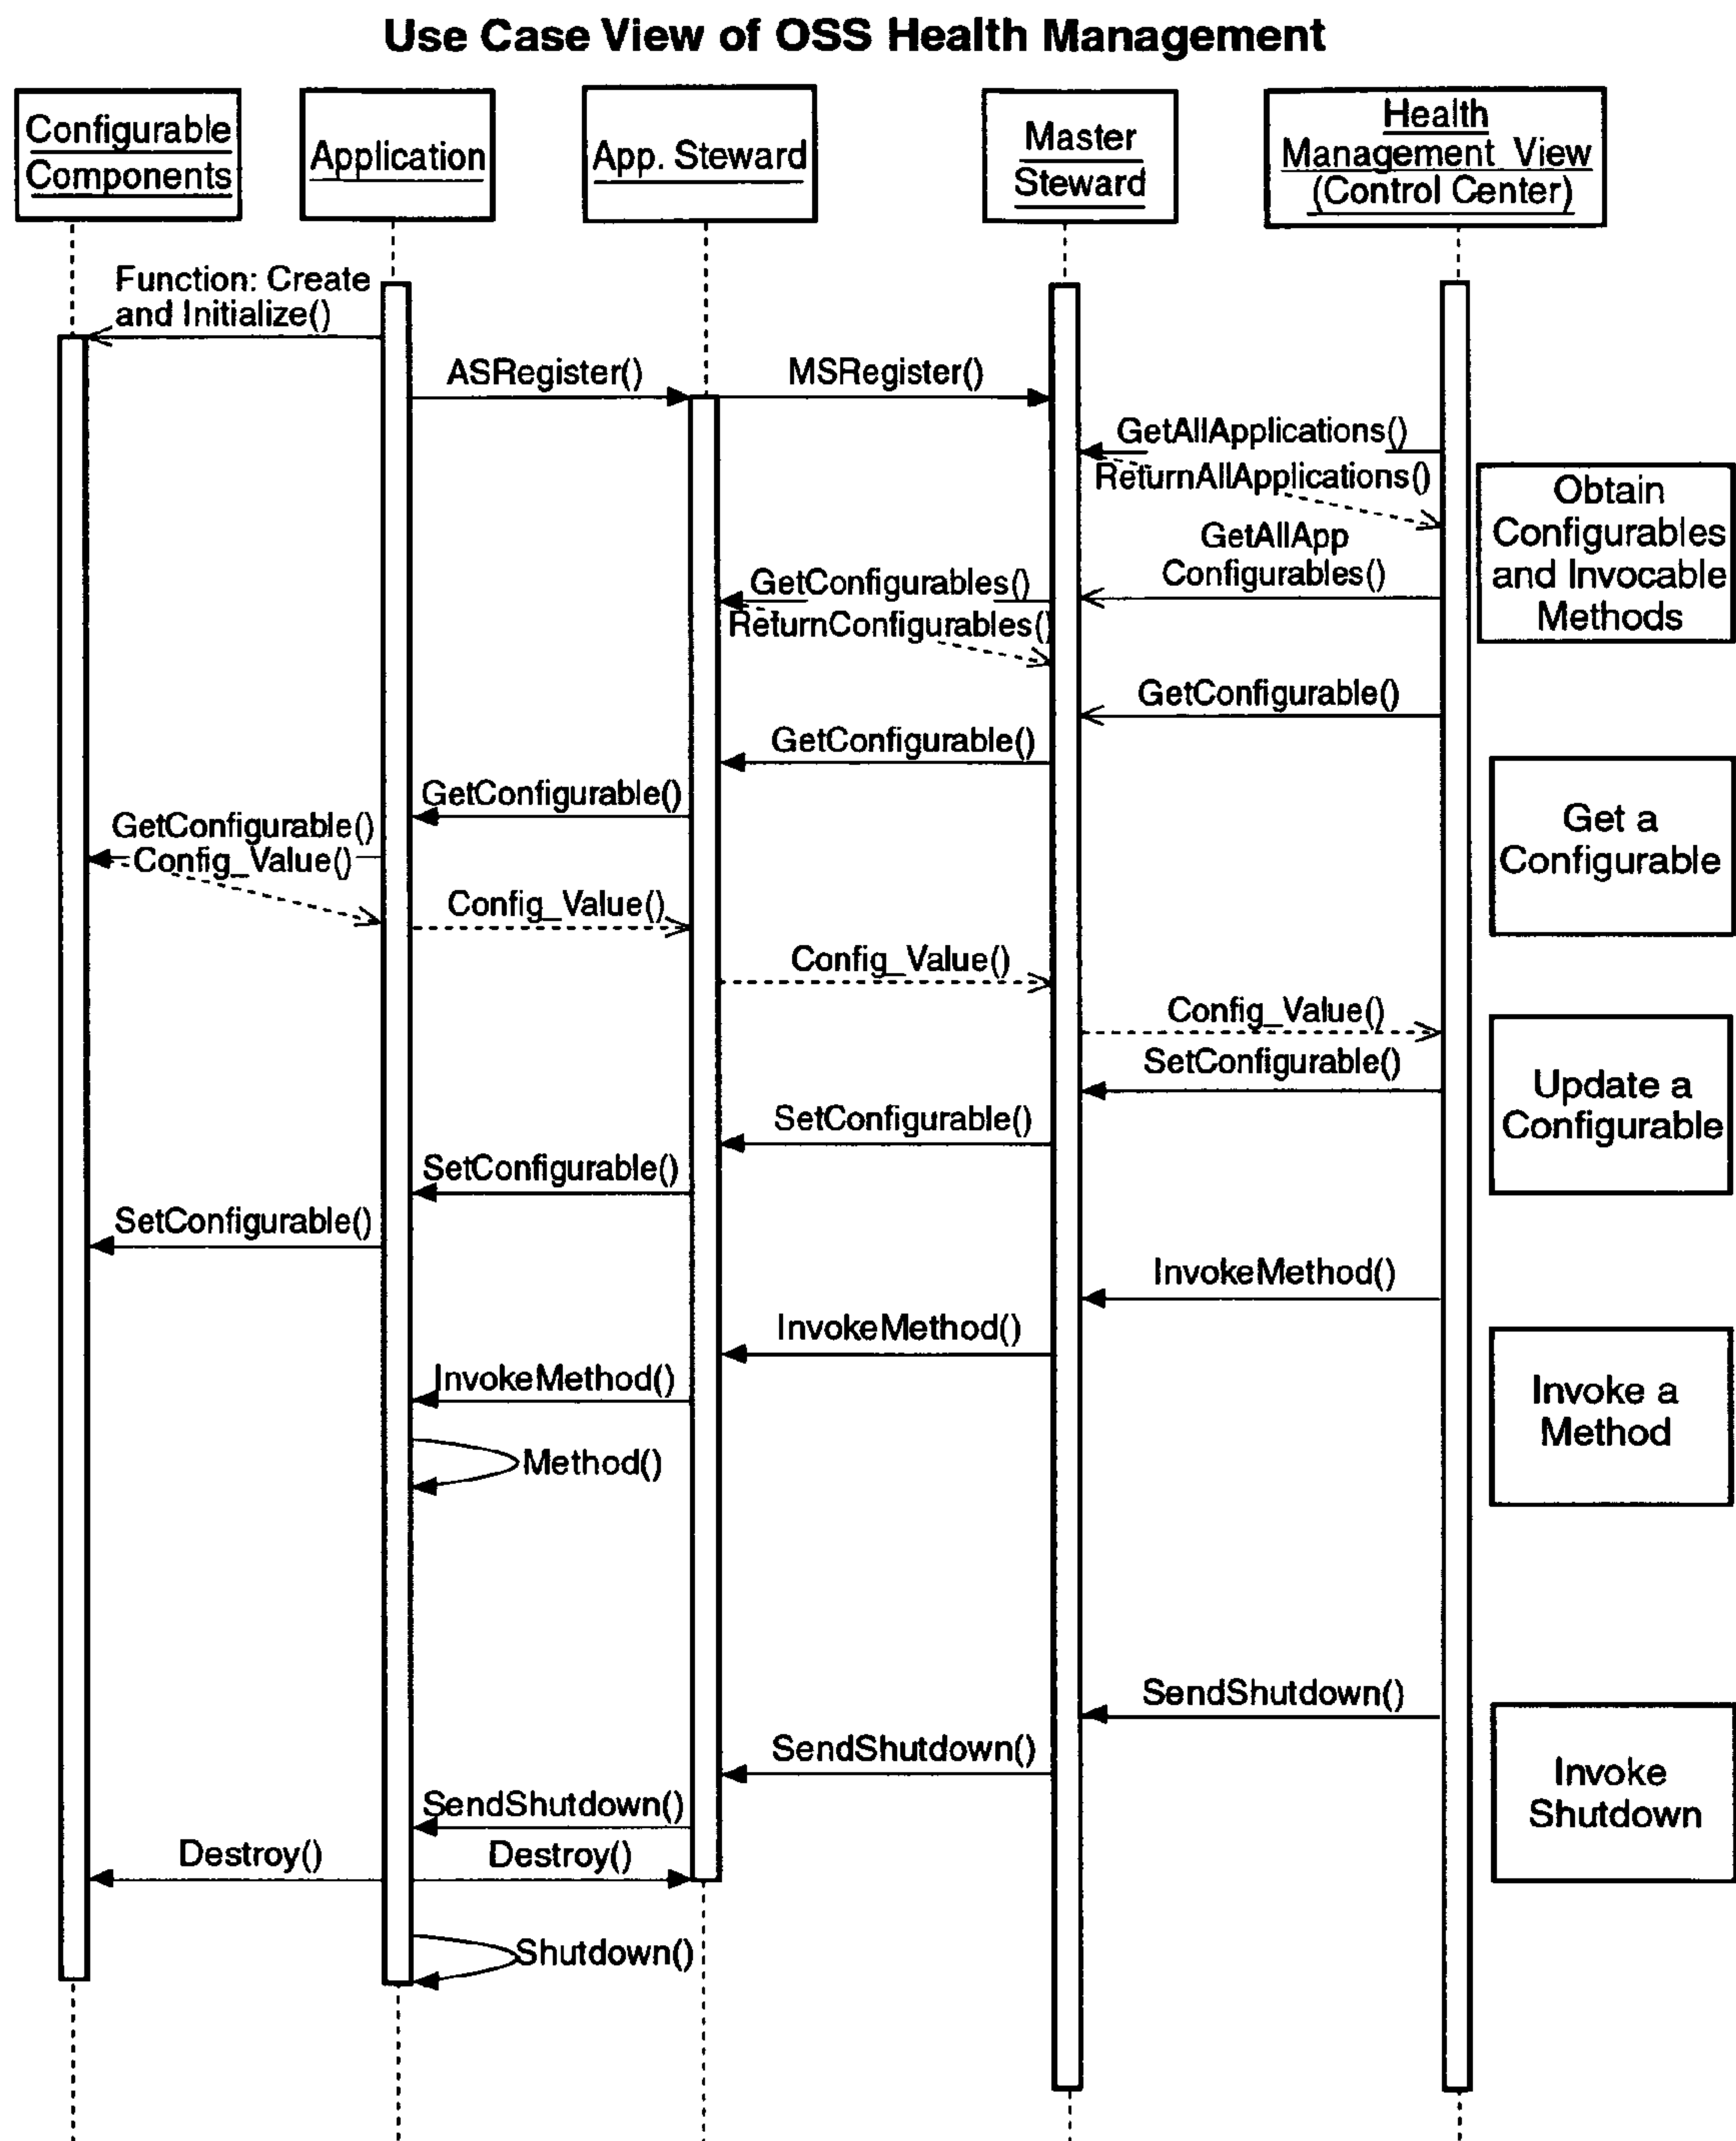 Use Case View of OSS Health Management
Configurable
Components
Application
App. Steward
Master
Steward
Health
Management View
(Control Center)
Function: Create
and Initialize()
ASRegister()
MSRegister()
GetAllApplications()
ReturnAllApplications()
Obtain
Configurables
and Invocable
Methods
GetAllApp
Configurables()
GetConfigurables()
ReturnConfigurables()
GetConfigurable()
GetConfigurable()
GetConfigurable()
GetConfigurable()
Config_Value()
Get a
Configurable
Config_Value()
Config_Value()
Config_Value()
SetConfigurable()
Update a
Configurable
SetConfigurable()
SetConfigurable()
SetConfigurable()
InvokeMethod()
InvokeMethod()
InvokeMethod()
Invoke a
Method
Method()
SendShutdown()
SendShutdown()
SendShutdown()
Invoke
Shutdown
Destroy()
Destroy()
Shutdown()